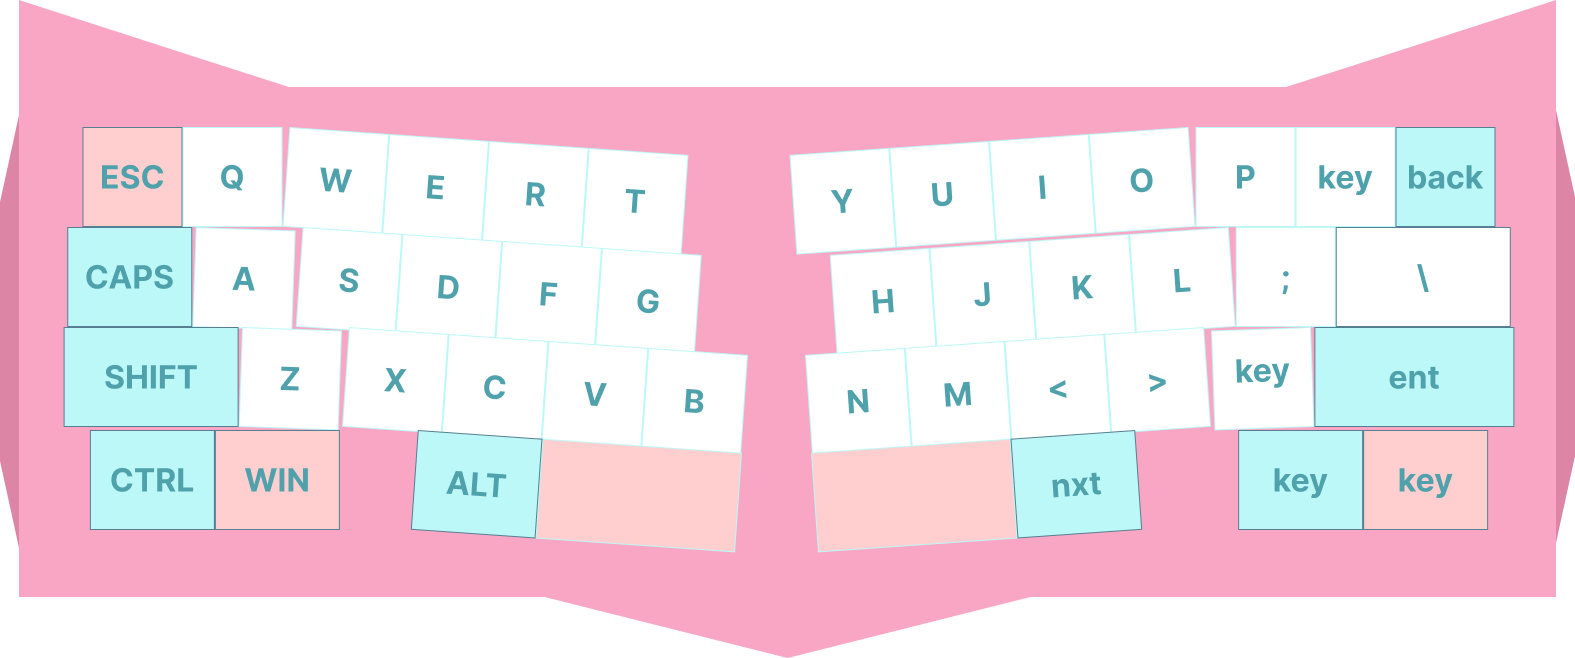 ESC Q W E R T Y U I O P key back
CAPS A S D F G H J K L ; \
SHIFT Z X C V B N M < > key ent
CTRL WIN ALT nxt key key